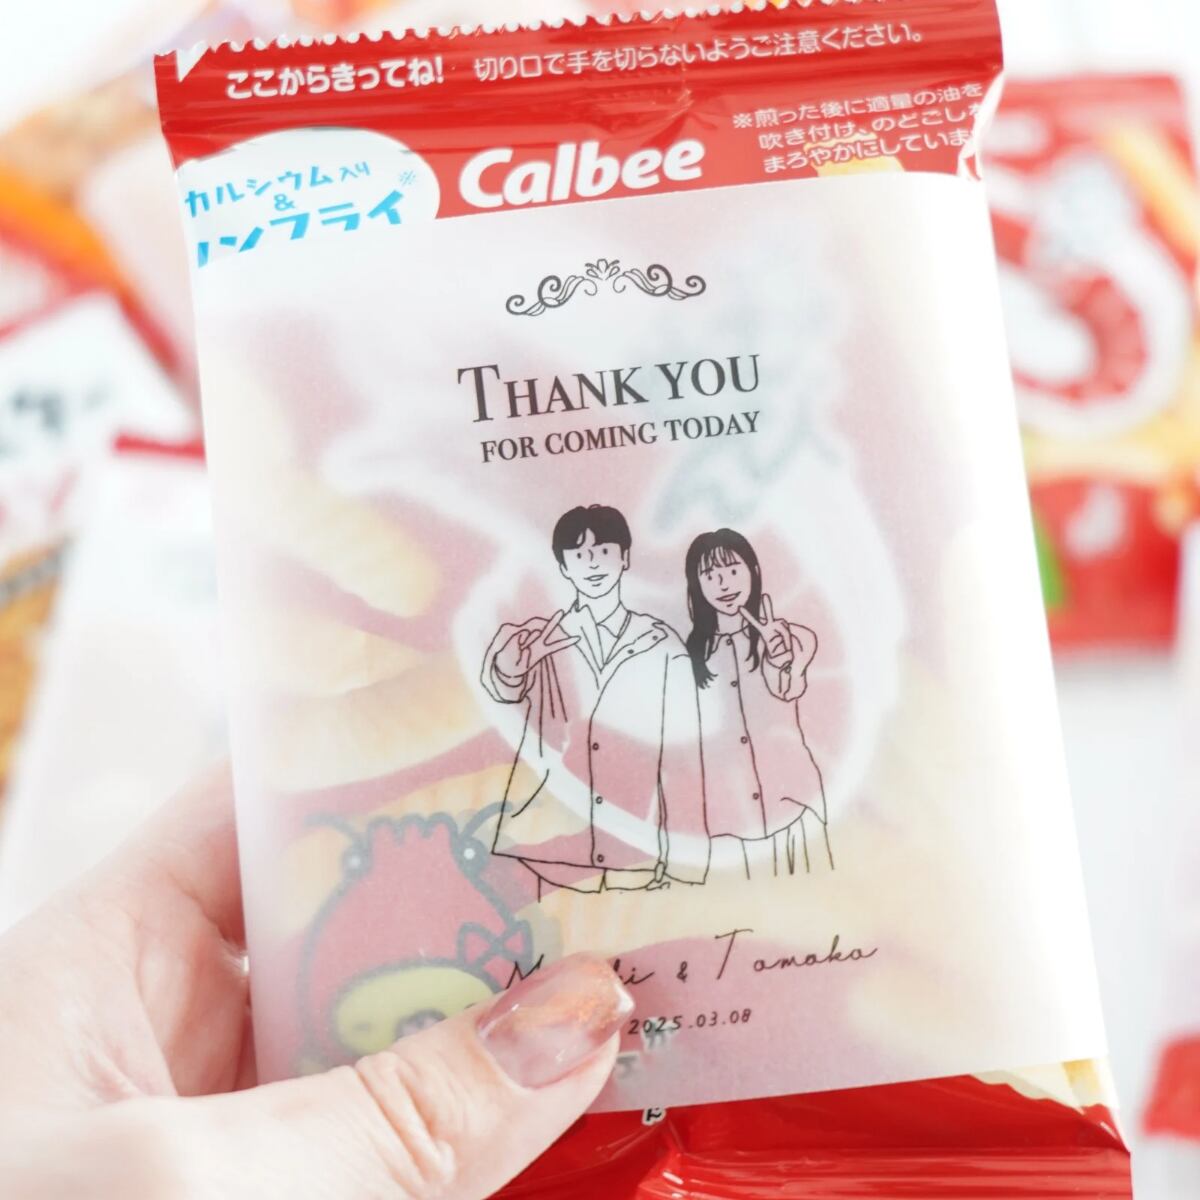 ここからきってね! 切り口で手を切らないようご注意ください。
※煎った後に適量の油を
吹き付け、のどごしを
まろやかにしていま
カルシウム入り※
&
ノンフライ
Calbee
THANK YOU
FOR COMING TODAY
& Tomoko
2025.03.08